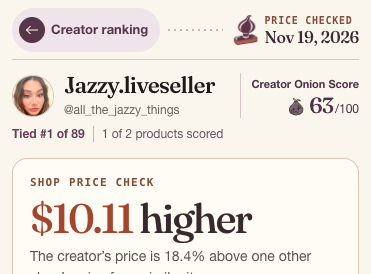 Creator ranking
PRICE CHECKED
Nov 19, 2026
Jazzy.liveseller
@all_the_jazzy_things
Creator Onion Score
63/100
Tied #1 of 89
1 of 2 products scored
SHOP PRICE CHECK
$10.11 higher
The creator's price is 18.4% above one other